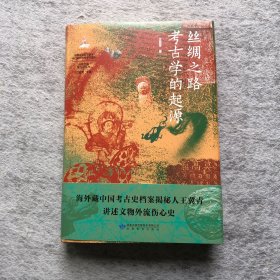 丝绸之路
考古学的起源
海外藏中国考古史档案揭秘人王冀青
讲述文物外流伤心史